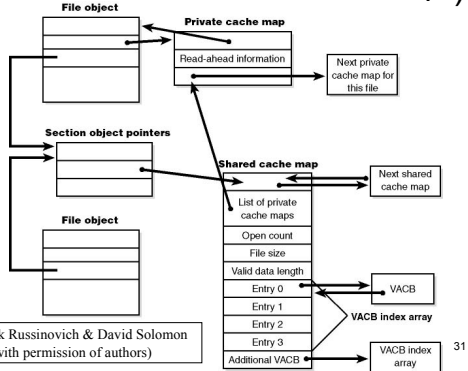 File object
Private cache map
Read-ahead information
Next private
cache map for
this file
Section object pointers
Shared cache map
Next shared
cache map
List of private
cache maps
Open count
File size
Valid data length
Entry 0
VACB
Entry 1
VACB index array
Entry 2
Entry 3
Additional VACB
VACB index
array
File object
Russinovich & David Solomon
with permission of authors)
31